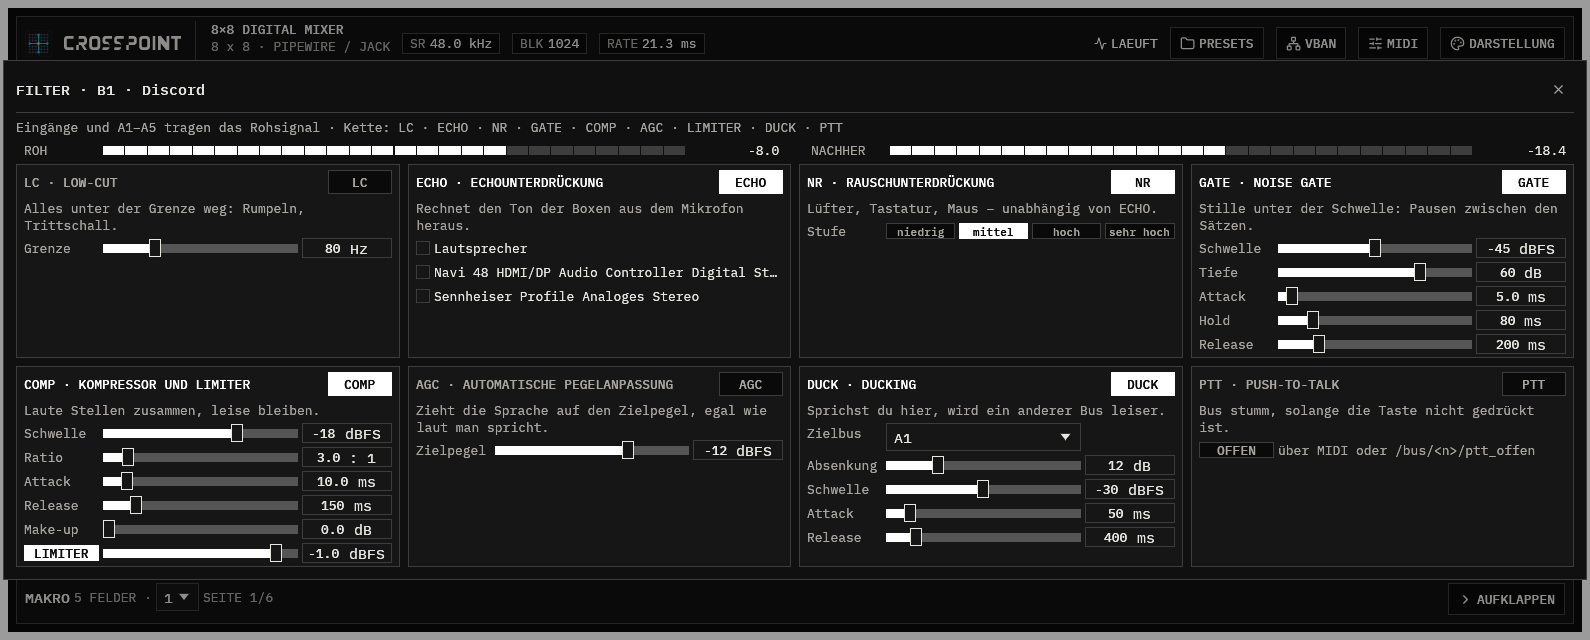 CROSSPOINT
8×8 DIGITAL MIXER
8 x 8 · PIPEWIRE / JACK
SR 48.0 kHz
BLK 1024
RATE 21.3 ms
LAEUFT
PRESETS
VBAN
MIDI
DARSTELLUNG
FILTER · B1 · Discord
×
Eingänge und A1–A5 tragen das Rohsignal · Kette: LC · ECHO · NR · GATE · COMP · AGC · LIMITER · DUCK · PTT
ROH -8.0
NACHHER -18.4
LC · LOW-CUT
LC
Alles unter der Grenze weg: Rumpeln,
Trittschall.
Grenze 80 Hz
ECHO · ECHOUNTERDRÜCKUNG
ECHO
Rechnet den Ton der Boxen aus dem Mikrofon
heraus.
Lautsprecher
Navi 48 HDMI/DP Audio Controller Digital St…
Sennheiser Profile Analoges Stereo
NR · RAUSCHUNTERDRÜCKUNG
NR
Lüfter, Tastatur, Maus — unabhängig von ECHO.
Stufe niedrig mittel hoch sehr hoch
GATE · NOISE GATE
GATE
Stille unter der Schwelle: Pausen zwischen den
Sätzen.
Schwelle -45 dBFS
Tiefe 60 dB
Attack 5.0 ms
Hold 80 ms
Release 200 ms
COMP · KOMPRESSOR UND LIMITER
COMP
Laute Stellen zusammen, leise bleiben.
Schwelle -18 dBFS
Ratio 3.0 : 1
Attack 10.0 ms
Release 150 ms
Make-up 0.0 dB
LIMITER -1.0 dBFS
AGC · AUTOMATISCHE PEGELANPASSUNG
AGC
Zieht die Sprache auf den Zielpegel, egal wie
laut man spricht.
Zielpegel -12 dBFS
DUCK · DUCKING
DUCK
Sprichst du hier, wird ein anderer Bus leiser.
Zielbus A1
Absenkung 12 dB
Schwelle -30 dBFS
Attack 50 ms
Release 400 ms
PTT · PUSH-TO-TALK
PTT
Bus stumm, solange die Taste nicht gedrückt
ist.
OFFEN über MIDI oder /bus/<n>/ptt_offen
MAKRO 5 FELDER · 1 SEITE 1/6
AUFKLAPPEN